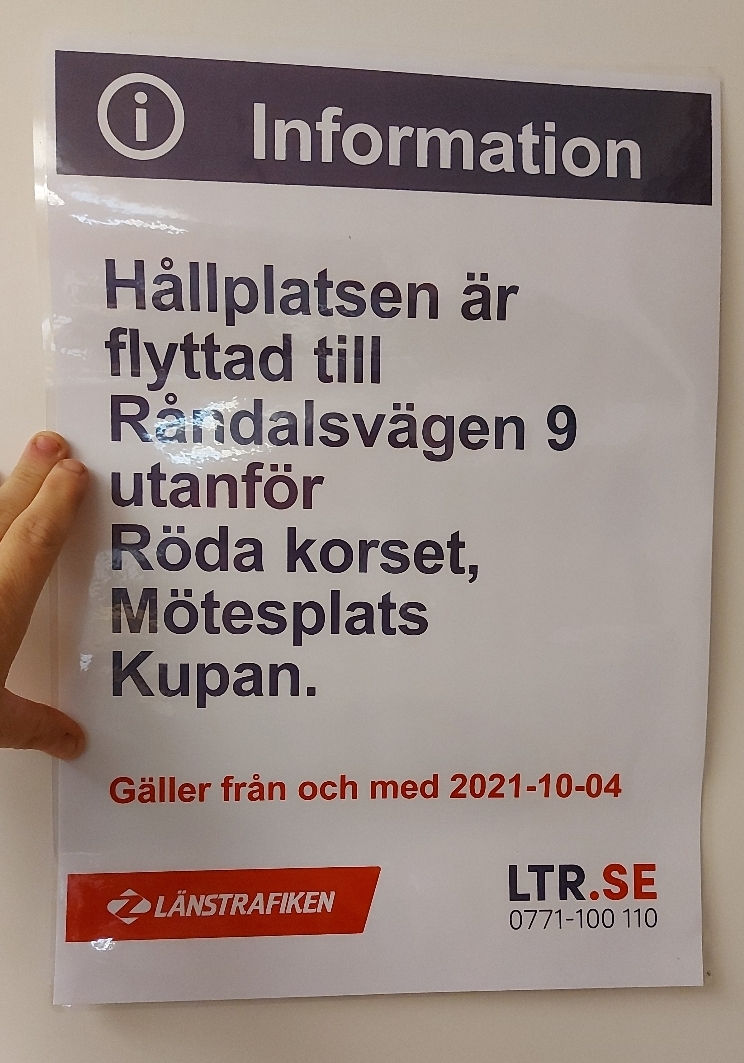 i
Information
Hållplatsen är
flyttad till
Råndalsvägen 9
utanför
Röda korset,
Mötesplats
Kupan.
Gäller från och med 2021-10-04
LÄNSTRAFIKEN
LTR.SE
0771-100 110